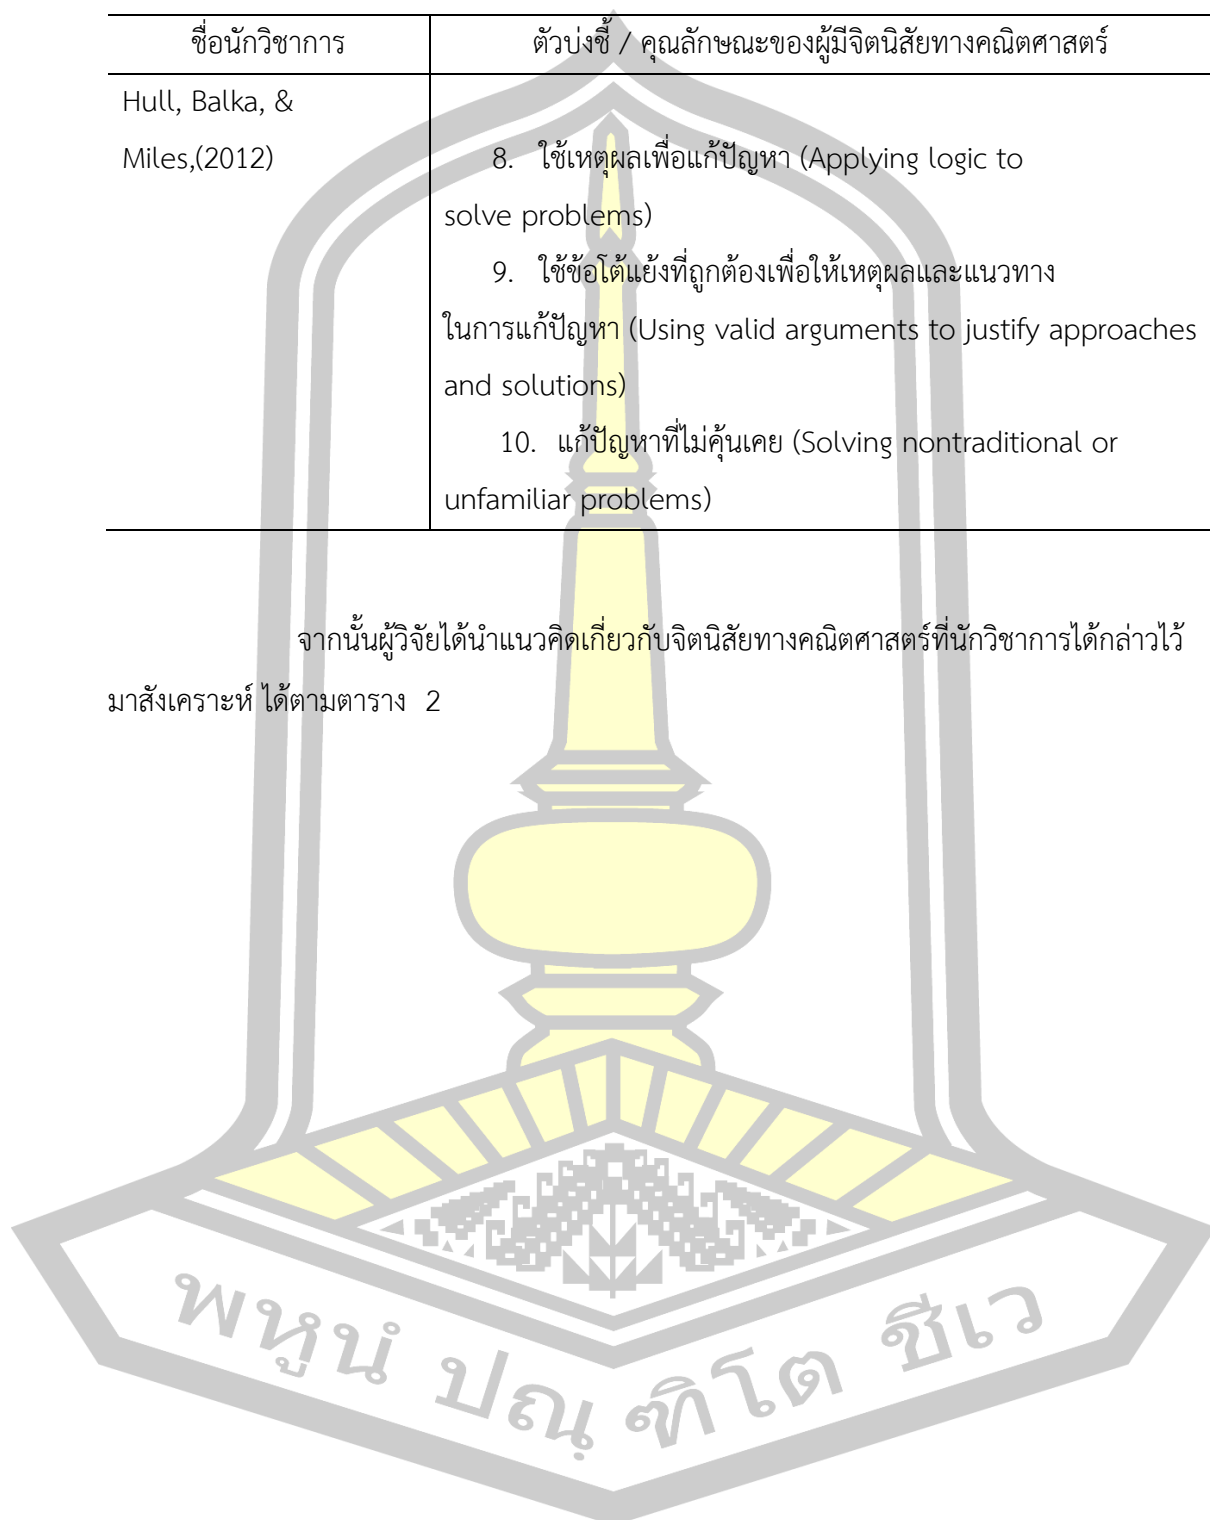 ชื่อนักวิชาการ ตัวบ่งชี้ / คุณลักษณะของผู้มีจิตนิสัยทางคณิตศาสตร์
Hull, Balka, &
Miles,(2012) 8. ใช้เหตุผลเพื่อแก้ปัญหา (Applying logic to
solve problems)
9. ใช้ข้อโต้แย้งที่ถูกต้องเพื่อให้เหตุผลและแนวทาง
ในการแก้ปัญหา (Using valid arguments to justify approaches
and solutions)
10. แก้ปัญหาที่ไม่คุ้นเคย (Solving nontraditional or
unfamiliar problems)
จากนั้นผู้วิจัยได้นำแนวคิดเกี่ยวกับจิตนิสัยทางคณิตศาสตร์ที่นักวิชาการได้กล่าวไว้
มาสังเคราะห์ ได้ตามตาราง 2
พหูนํ ปณฺฑิโต ชีเว